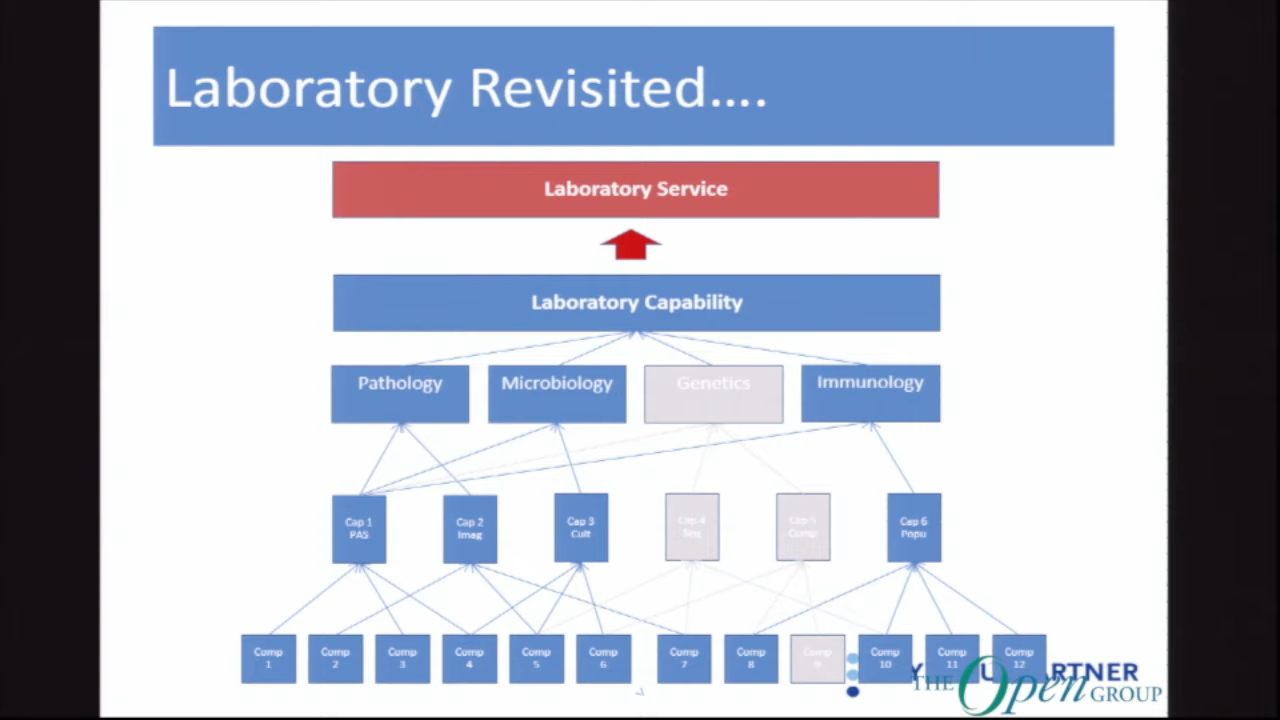 Laboratory Revisited....
Laboratory Service
Laboratory Capability
Pathology
Microbiology
Genetics
Immunology
Cap 1
PAS
Cap 2
Imag
Cap 3
Cult
Cap 4
Cap 5
Comp
Cap 6
Popu
Comp
1
Comp
2
Comp
3
Comp
4
Comp
5
Comp
6
Comp
7
Comp
8
Comp
9
Comp
10
Comp
11
Comp
12
THE Open GROUP